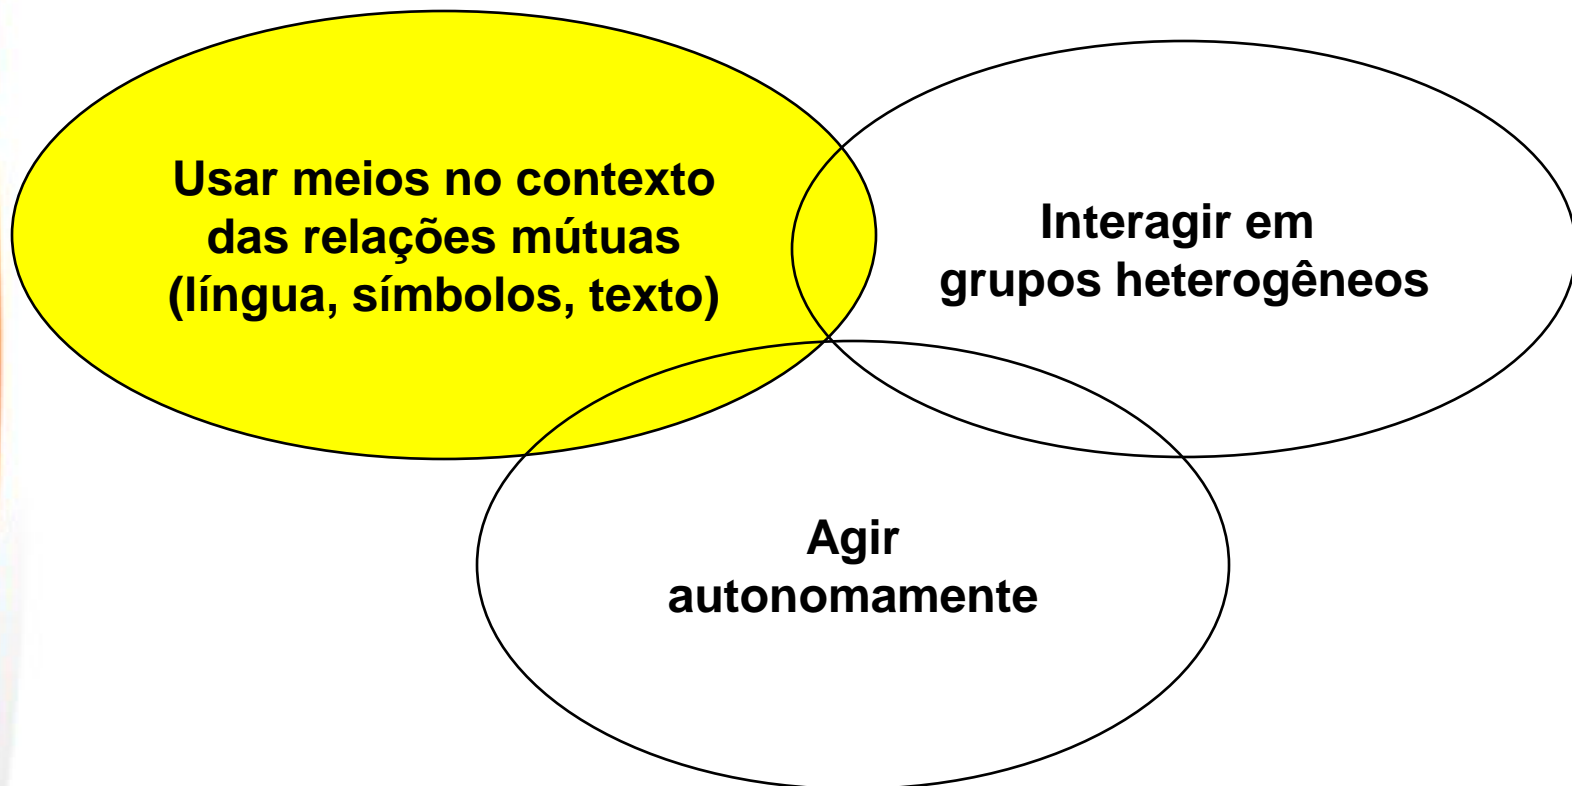 Usar meios no contexto
das relações mútuas
(língua, símbolos, texto)
Interagir em
grupos heterogêneos
Agir
autonomamente